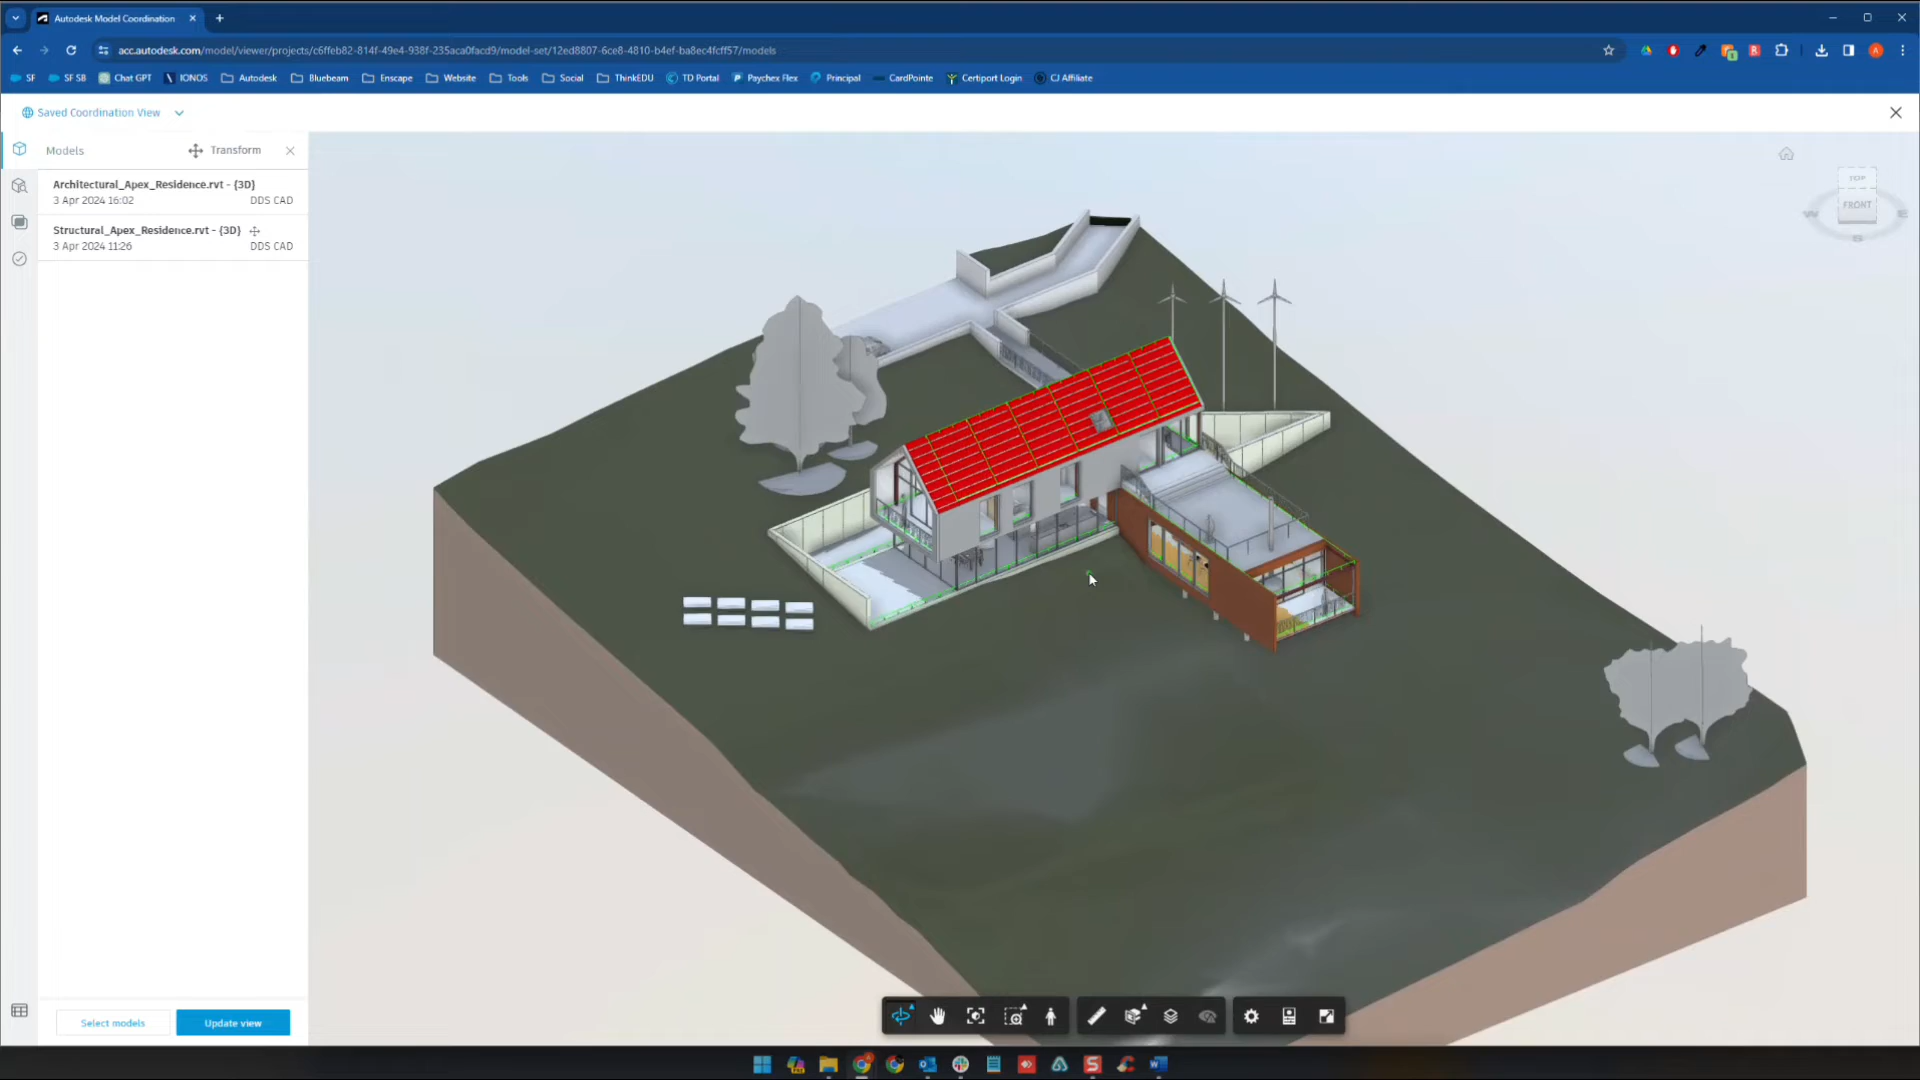 Autodesk Model Coordination
acc.autodesk.com/model/viewer/projects/c6ffeb82-814f-49e4-938f-235aca0facd9/model-set/12ed8807-6ce8-4810-b4ef-ba8ec4fcff57/models
SF SF SB Chat GPT IONOS Autodesk Bluebeam Enscape Website Tools Social ThinkEDU TD Portal Paychex Flex Principal CardPointe Certiport Login CJ Affiliate
Saved Coordination View
Models Transform
Architectural_Apex_Residence.rvt - {3D}
3 Apr 2024 16:02 DDS CAD
Structural_Apex_Residence.rvt - {3D}
3 Apr 2024 11:26 DDS CAD
TOP
FRONT
W E
S
Select models Update view